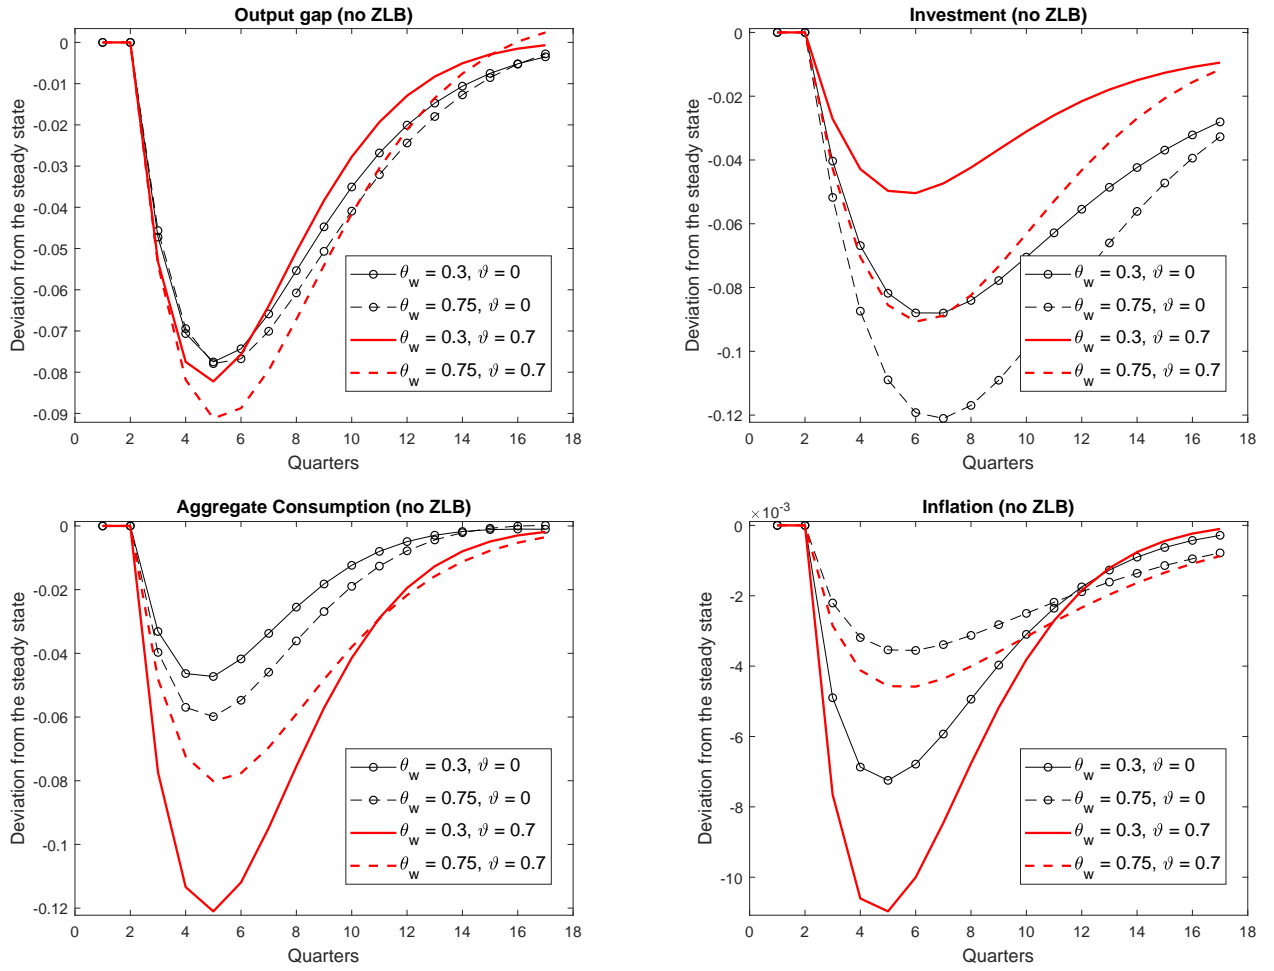 Output gap (no ZLB)
Deviation from the steady state
0
-0.01
-0.02
-0.03
-0.04
-0.05
-0.06
-0.07
-0.08
-0.09
0 2 4 6 8 10 12 14 16 18
Quarters
θw = 0.3, ϑ = 0
θw = 0.75, ϑ = 0
θw = 0.3, ϑ = 0.7
θw = 0.75, ϑ = 0.7
Investment (no ZLB)
Deviation from the steady state
0
-0.02
-0.04
-0.06
-0.08
-0.1
-0.12
0 2 4 6 8 10 12 14 16 18
Quarters
θw = 0.3, ϑ = 0
θw = 0.75, ϑ = 0
θw = 0.3, ϑ = 0.7
θw = 0.75, ϑ = 0.7
Aggregate Consumption (no ZLB)
Deviation from the steady state
0
-0.02
-0.04
-0.06
-0.08
-0.1
-0.12
0 2 4 6 8 10 12 14 16 18
Quarters
θw = 0.3, ϑ = 0
θw = 0.75, ϑ = 0
θw = 0.3, ϑ = 0.7
θw = 0.75, ϑ = 0.7
Inflation (no ZLB)
×10^-3
Deviation from the steady state
0
-2
-4
-6
-8
-10
0 2 4 6 8 10 12 14 16 18
Quarters
θw = 0.3, ϑ = 0
θw = 0.75, ϑ = 0
θw = 0.3, ϑ = 0.7
θw = 0.75, ϑ = 0.7